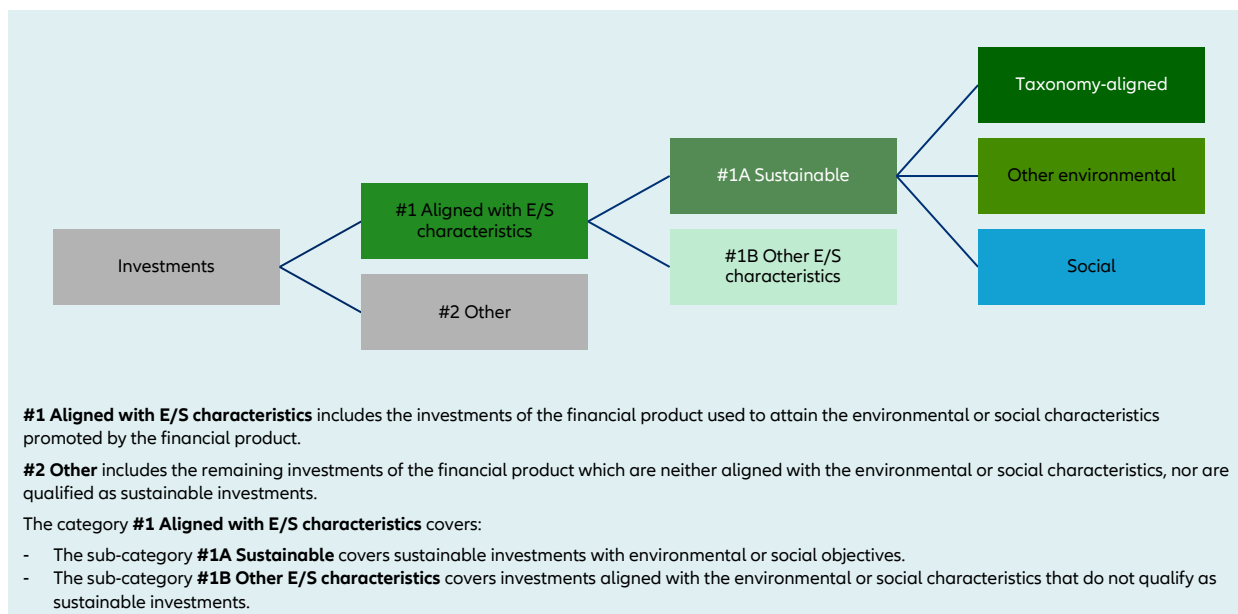 Taxonomy-aligned
#1A Sustainable
Other environmental
#1 Aligned with E/S
characteristics
#1B Other E/S
characteristics
Investments
Social
#2 Other
#1 Aligned with E/S characteristics includes the investments of the financial product used to attain the environmental or social characteristics
promoted by the financial product.
#2 Other includes the remaining investments of the financial product which are neither aligned with the environmental or social characteristics, nor are
qualified as sustainable investments.
The category #1 Aligned with E/S characteristics covers:
- The sub-category #1A Sustainable covers sustainable investments with environmental or social objectives.
- The sub-category #1B Other E/S characteristics covers investments aligned with the environmental or social characteristics that do not qualify as
sustainable investments.